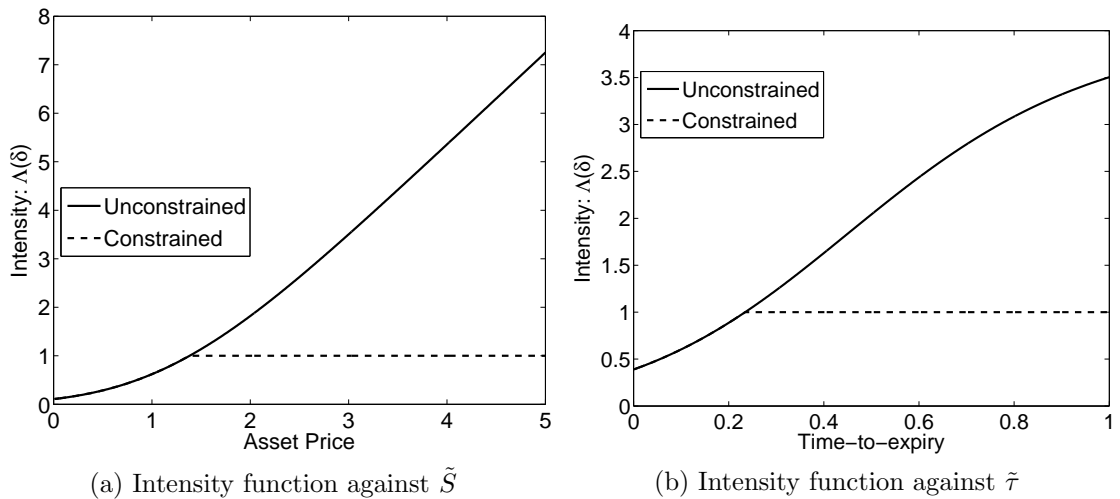 8
7
6
5
4
3
2
1
0
Intensity: Λ(δ)
Unconstrained
Constrained
0 1 2 3 4 5
Asset Price
(a) Intensity function against S̃
4
3.5
3
2.5
2
1.5
1
0.5
0
Intensity: Λ(δ)
Unconstrained
Constrained
0 0.2 0.4 0.6 0.8 1
Time−to−expiry
(b) Intensity function against τ̃